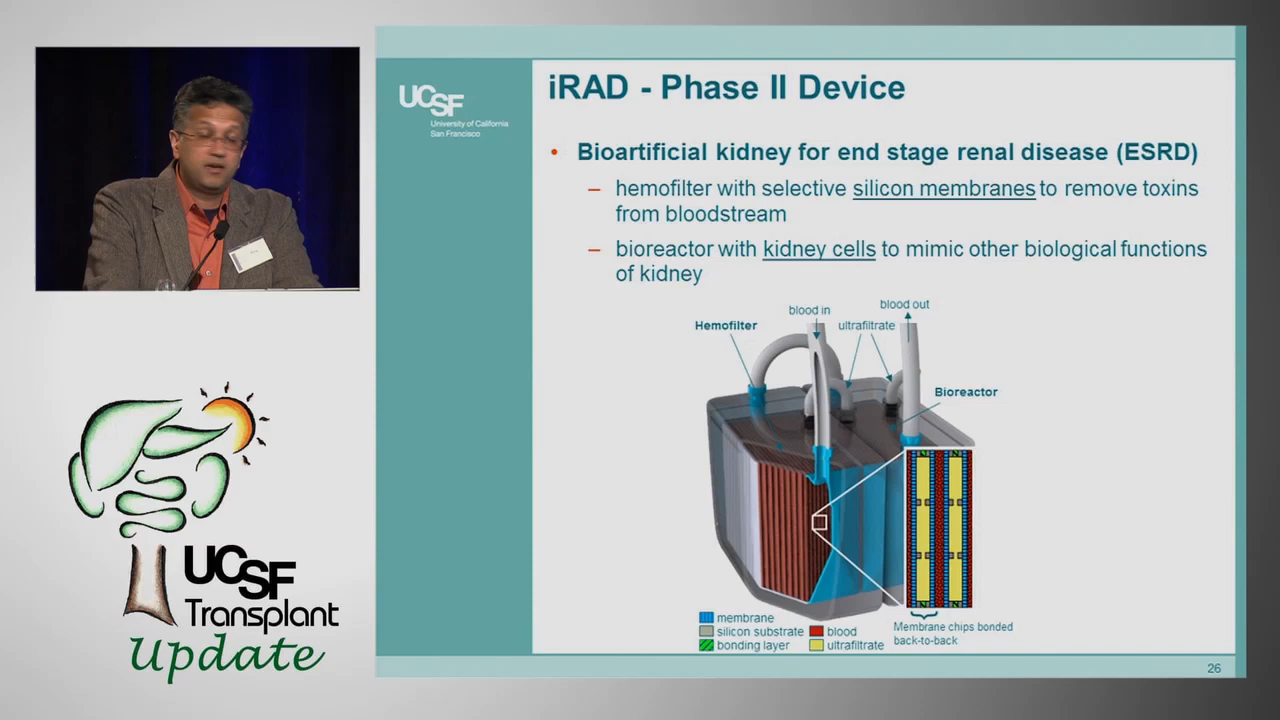 UCSF
University of California
San Francisco
iRAD - Phase II Device
• Bioartificial kidney for end stage renal disease (ESRD)
– hemofilter with selective silicon membranes to remove toxins
from bloodstream
– bioreactor with kidney cells to mimic other biological functions
of kidney
blood in
blood out
Hemofilter
ultrafiltrate
Bioreactor
membrane
silicon substrate
blood
bonding layer
ultrafiltrate
Membrane chips bonded
back-to-back
26
UCSF
Transplant
Update